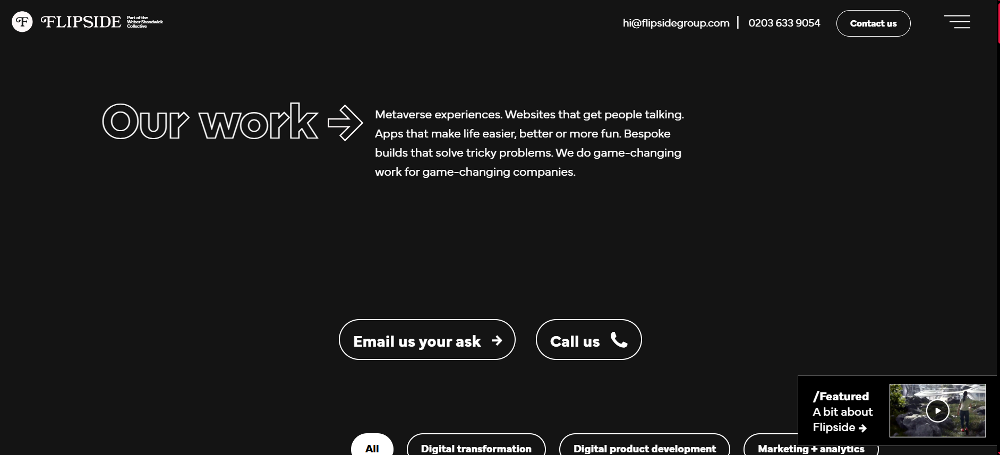 FLIPSIDE
Part of the
Weber Shandwick
Collective
hi@flipsidegroup.com | 0203 633 9054
Contact us
Our work
Metaverse experiences. Websites that get people talking.
Apps that make life easier, better or more fun. Bespoke
builds that solve tricky problems. We do game-changing
work for game-changing companies.
Email us your ask
Call us
/Featured
A bit about
Flipside
All
Digital transformation
Digital product development
Marketing + analytics